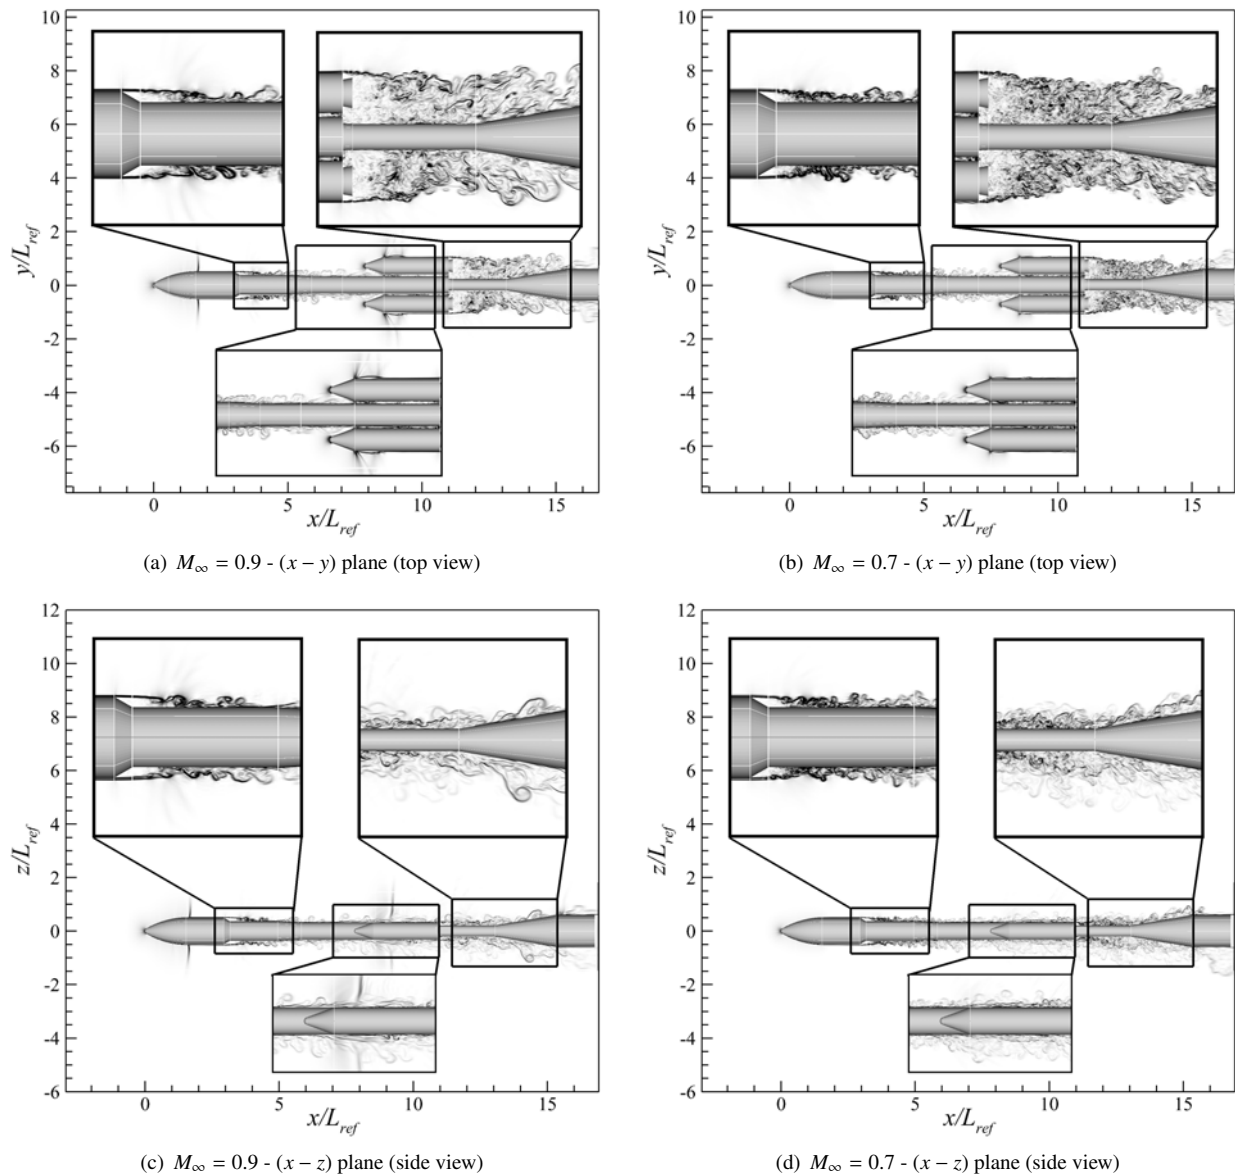 10
8
6
4
2
0
-2
-4
-6
y/L_ref
0 5 10 15
x/L_ref
(a) M∞ = 0.9 - (x − y) plane (top view)
10
8
6
4
2
0
-2
-4
-6
y/L_ref
0 5 10 15
x/L_ref
(b) M∞ = 0.7 - (x − y) plane (top view)
12
10
8
6
4
2
0
-2
-4
-6
z/L_ref
0 5 10 15
x/L_ref
(c) M∞ = 0.9 - (x − z) plane (side view)
12
10
8
6
4
2
0
-2
-4
-6
z/L_ref
0 5 10 15
x/L_ref
(d) M∞ = 0.7 - (x − z) plane (side view)